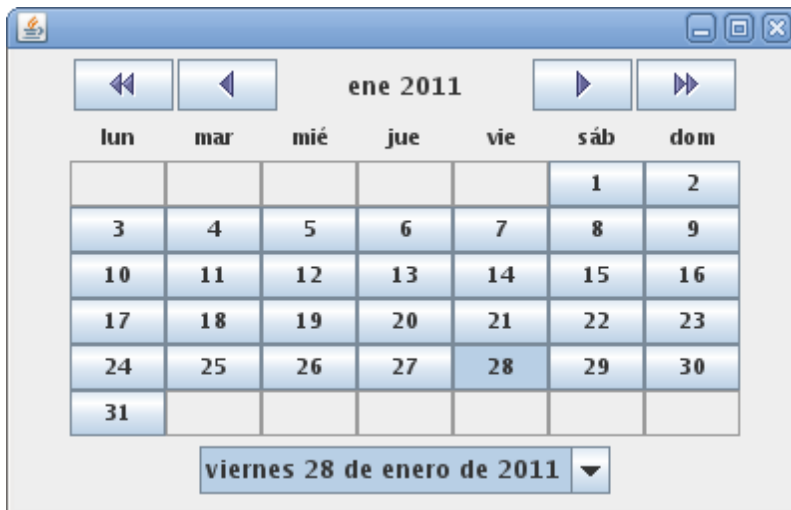 ene 2011
lun mar mié jue vie sáb dom
1 2
3 4 5 6 7 8 9
10 11 12 13 14 15 16
17 18 19 20 21 22 23
24 25 26 27 28 29 30
31
viernes 28 de enero de 2011